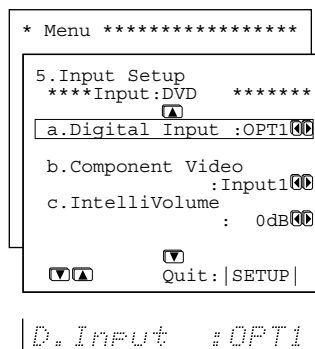 * Menu *****************
5.Input Setup
****Input:DVD *******
a.Digital Input :OPT1
b.Component Video
:Input1
c.IntelliVolume
: 0dB
Quit:|SETUP|
D.Input :OPT1